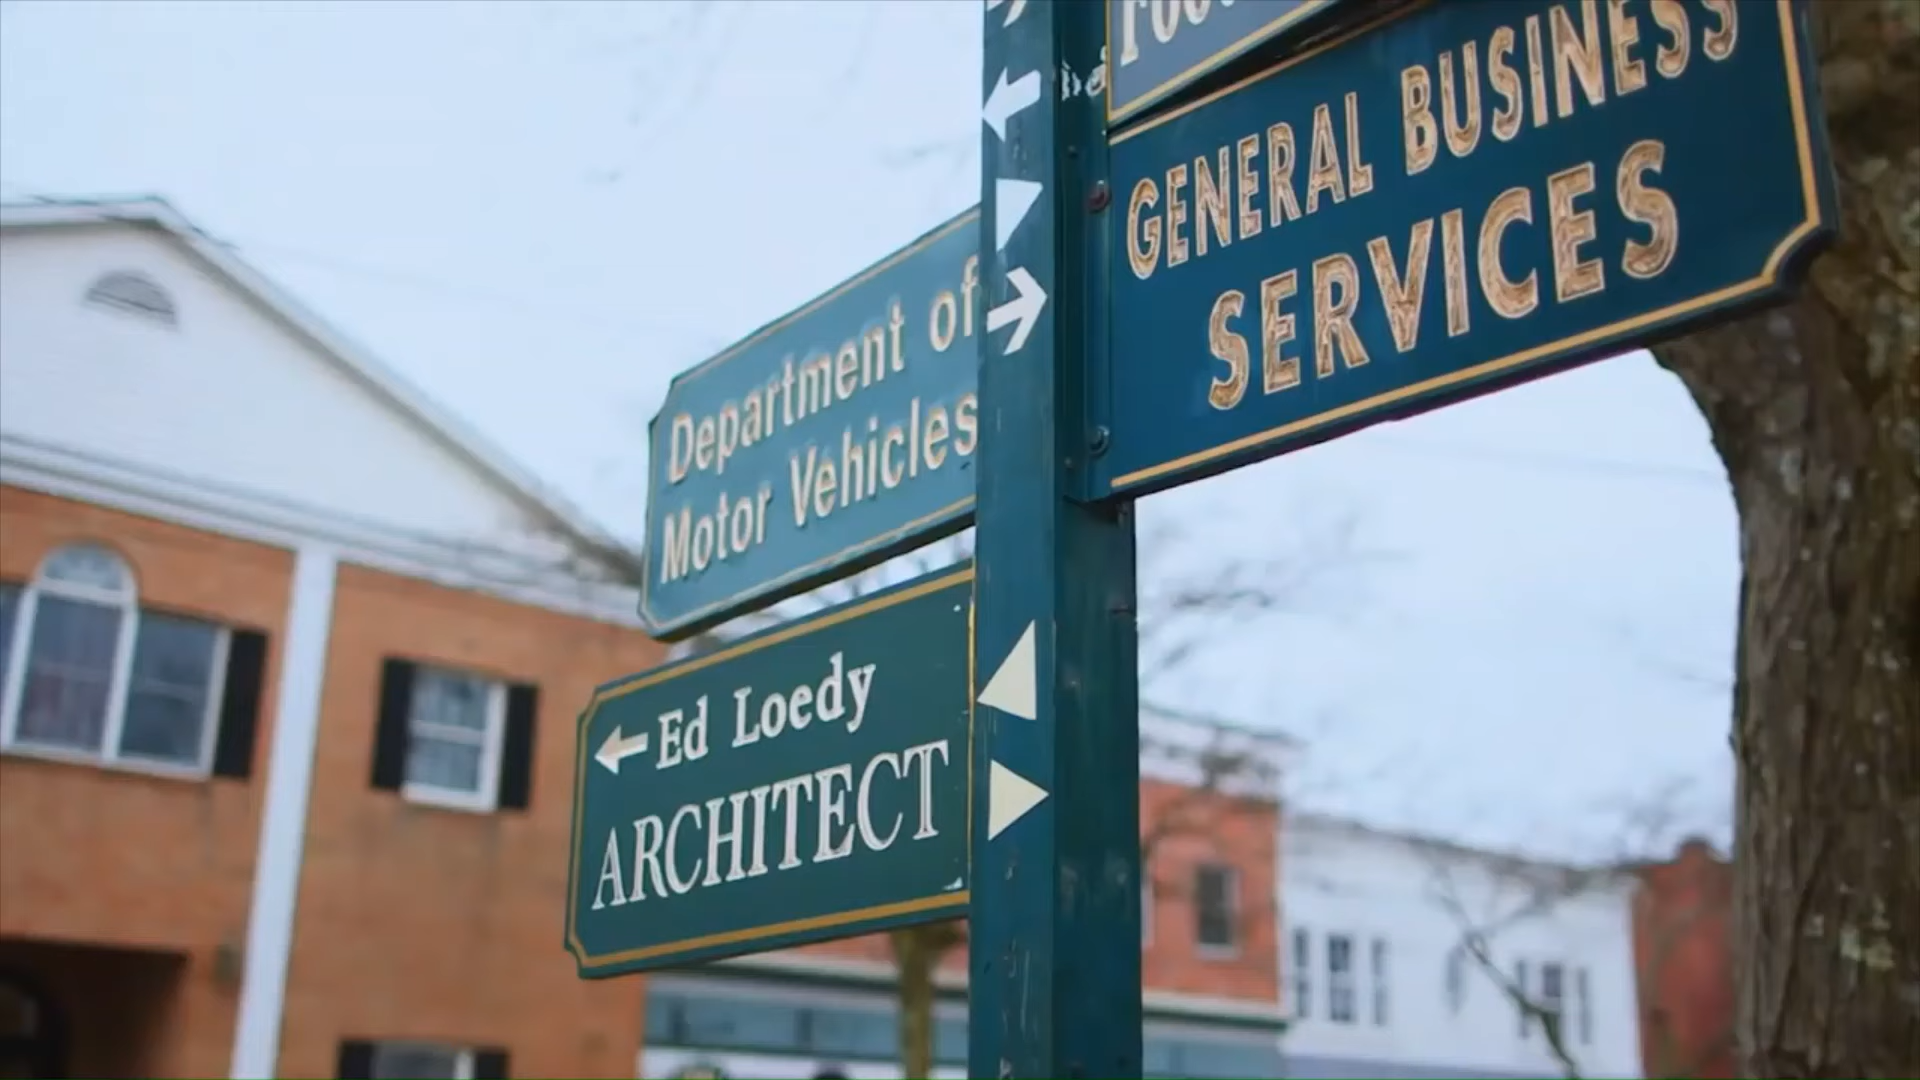 GENERAL BUSINESS
SERVICES
Department of
Motor Vehicles
Ed Loedy
ARCHITECT